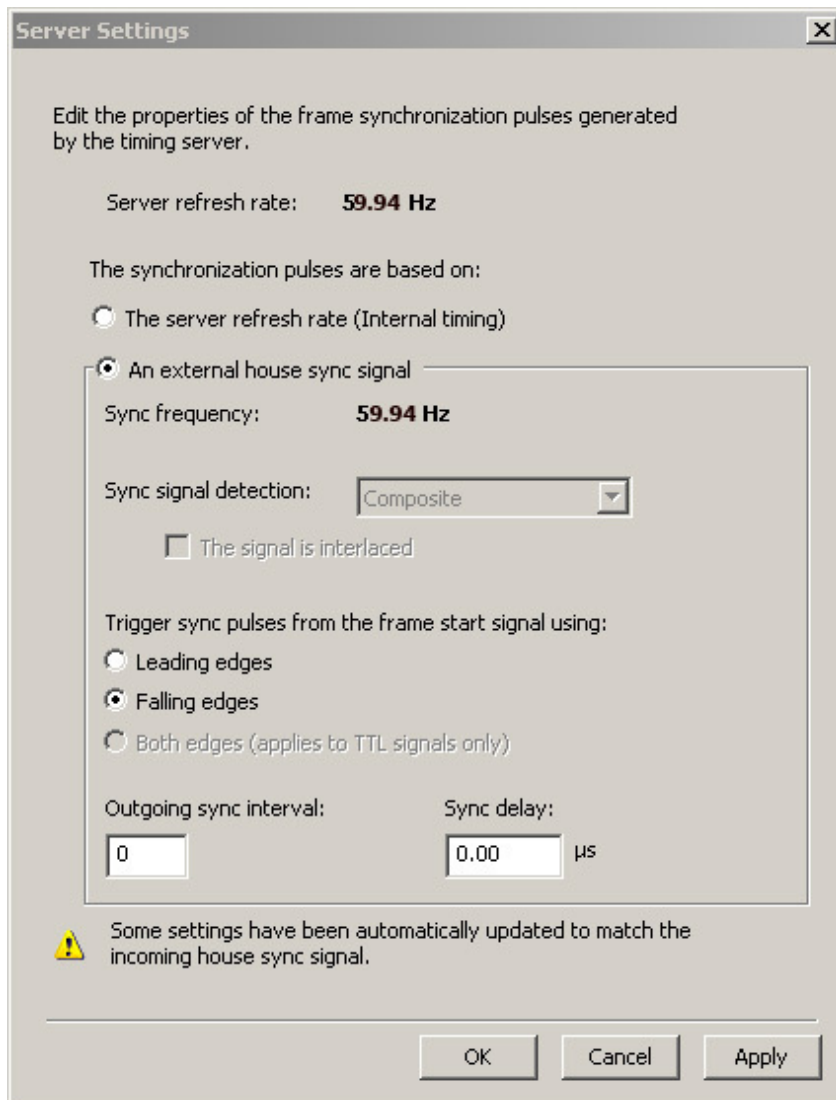 Server Settings
Edit the properties of the frame synchronization pulses generated
by the timing server.
Server refresh rate: 59.94 Hz
The synchronization pulses are based on:
The server refresh rate (Internal timing)
An external house sync signal
Sync frequency: 59.94 Hz
Sync signal detection: Composite
The signal is interlaced
Trigger sync pulses from the frame start signal using:
Leading edges
Falling edges
Both edges (applies to TTL signals only)
Outgoing sync interval: Sync delay:
0 0.00 µs
Some settings have been automatically updated to match the
incoming house sync signal.
OK Cancel Apply